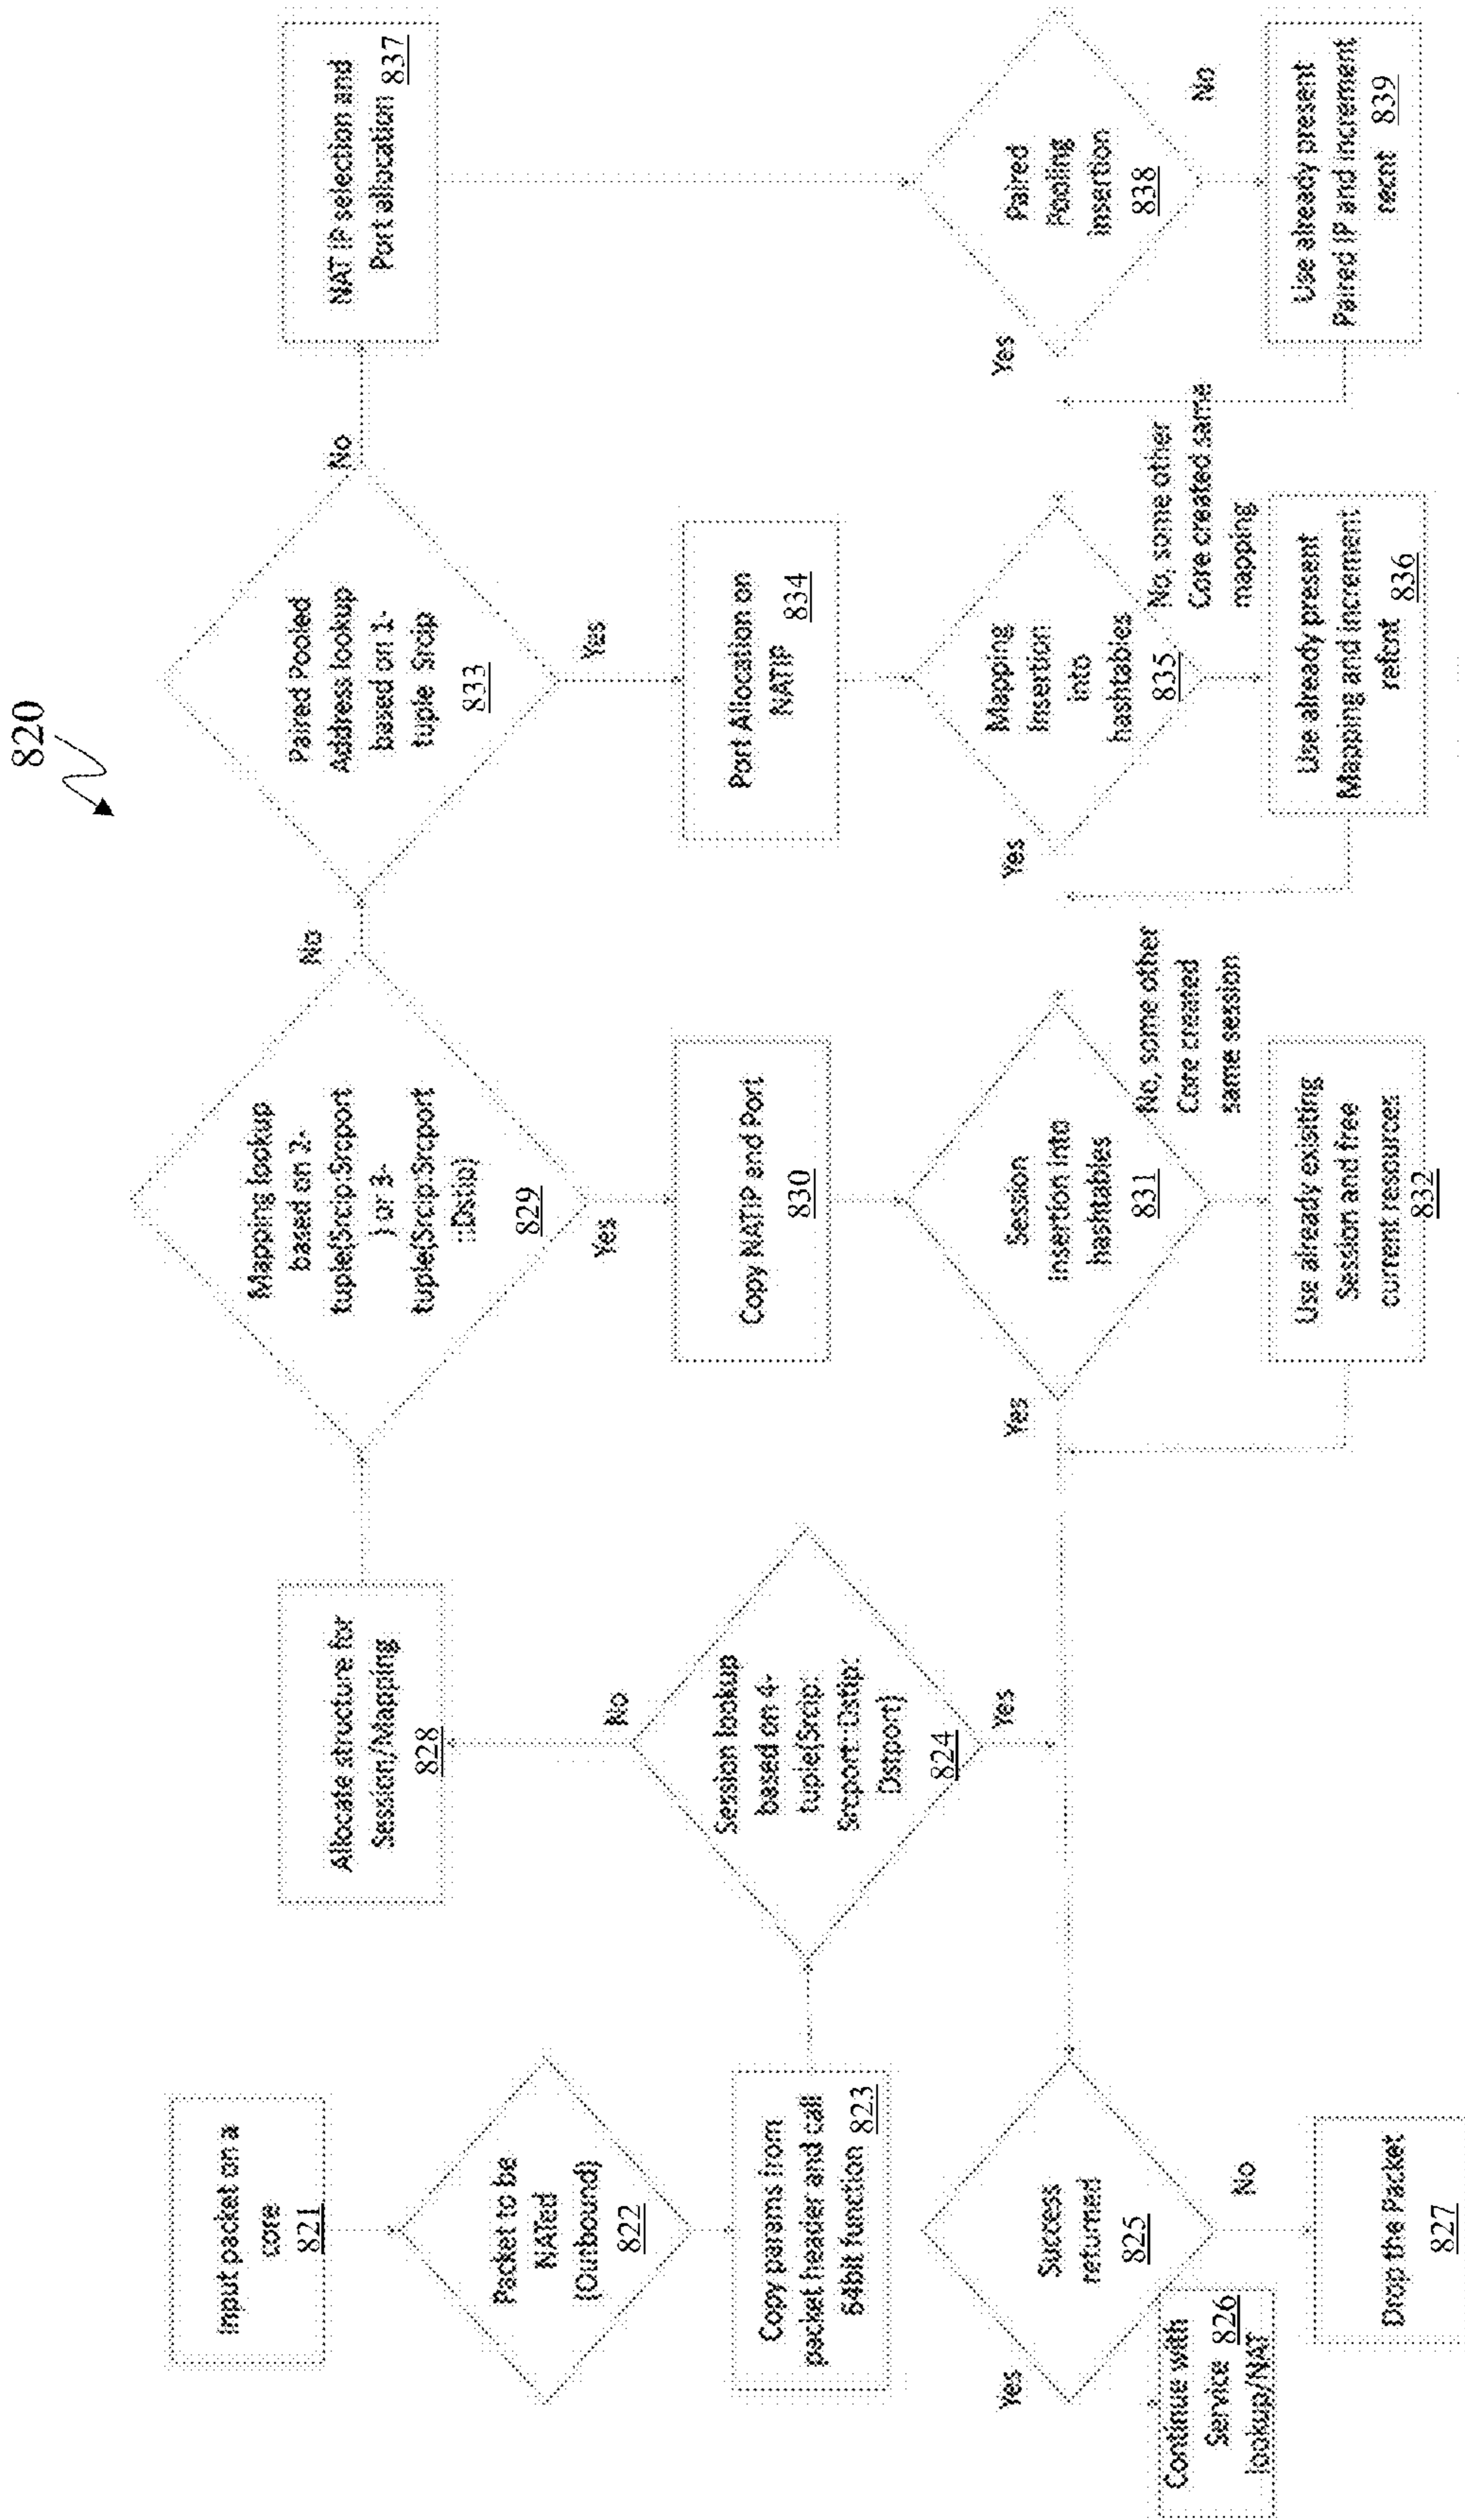 820
Input packet on a
core
821
Packet to be
NATed
(Outbound)
822
Copy params from
packet header and call
64bit function 823
Session lookup
based on 4-
tuple(Srcip:
Srcport::Dstip:
Dstport)
824
No
Yes
Success
returned
825
Yes
No
Continue with
Service 826
lookup/NAT
Drop the Packet
827
Allocate structure for
Session/Mapping
828
Mapping lookup
based on 2-
tuple(Srcip:Srcport
) or 3-
tuple(Srcip:Srcport
::Dstip)
829
No
Yes
Copy NATIP and Port
830
Session
Insertion into
hashtables
831
Yes
No, some other
Core created
same session
Use already exisiting
Session and free
current resources
832
Paired Pooled
Address lookup
based on 1-
tuple Srcip
833
No
Yes
Port Allocation on
NATIP
834
Mapping
Insertion
into
hashtables
835
Yes
No, some other
Core created same
mapping
Use already present
Mapping and increment
refcnt 836
NAT IP selection and
Port allocation 837
Paired
Pooling
Insertion
838
Yes
No
Use already present
Paired IP and increment
839